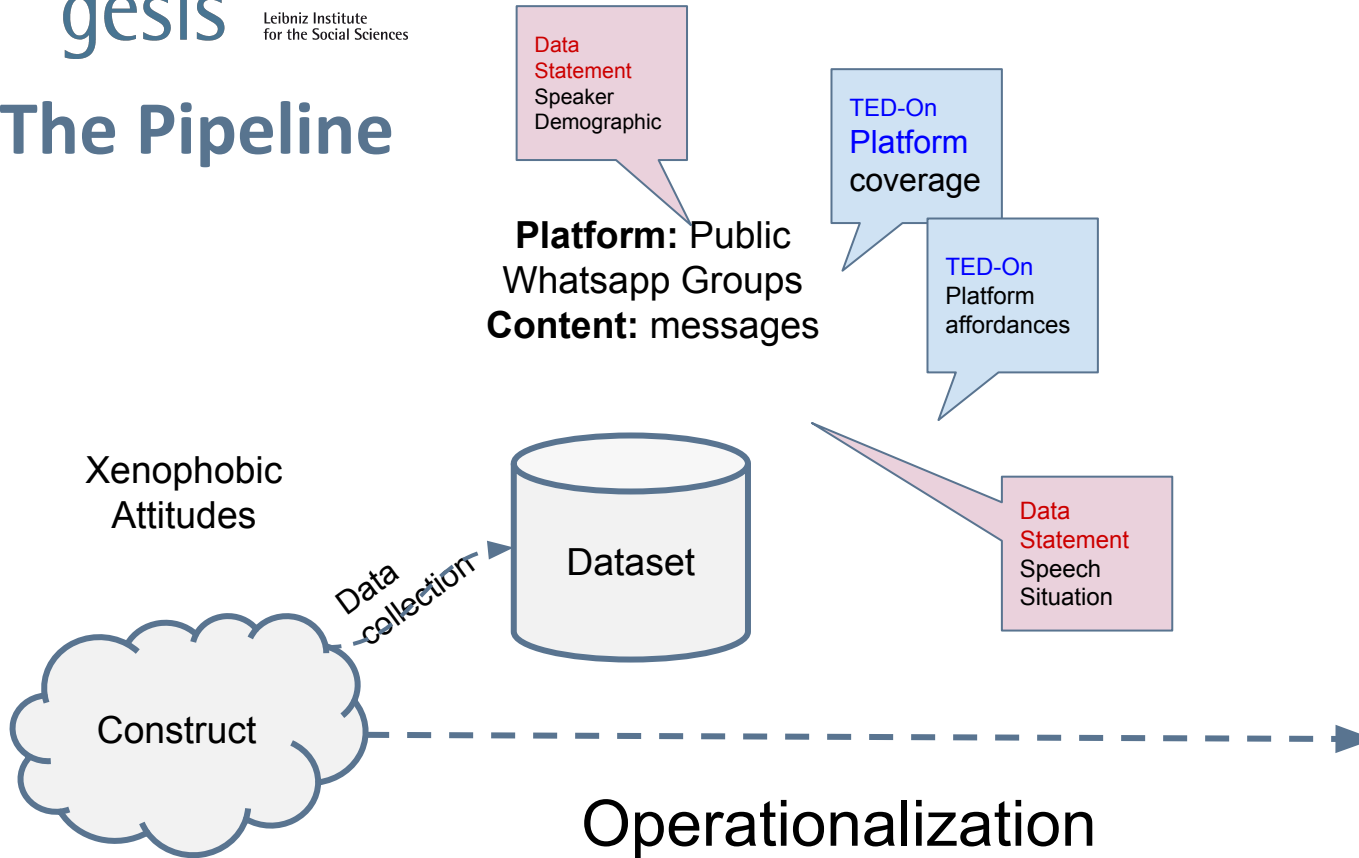 gesis
Leibniz Institute
for the Social Sciences
The Pipeline
Data
Statement
Speaker
Demographic
TED-On
Platform
coverage
TED-On
Platform
affordances
Platform: Public
Whatsapp Groups
Content: messages
Xenophobic
Attitudes
Data
collection
Dataset
Data
Statement
Speech
Situation
Construct
Operationalization